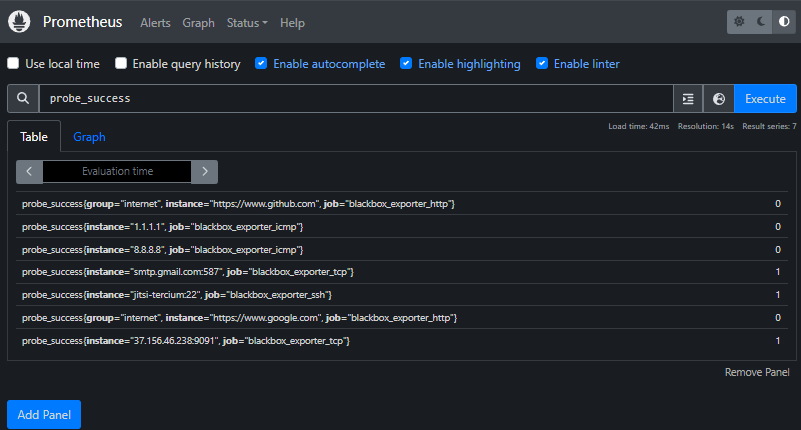 Prometheus Alerts Graph Status Help
Use local time Enable query history Enable autocomplete Enable highlighting Enable linter
probe_success Execute
Load time: 42ms Resolution: 14s Result series: 7
Table Graph
Evaluation time
probe_success{group="internet", instance="https://www.github.com", job="blackbox_exporter_http"} 0
probe_success{instance="1.1.1.1", job="blackbox_exporter_icmp"} 0
probe_success{instance="8.8.8.8", job="blackbox_exporter_icmp"} 0
probe_success{instance="smtp.gmail.com:587", job="blackbox_exporter_tcp"} 1
probe_success{instance="jitsi-tercium:22", job="blackbox_exporter_ssh"} 1
probe_success{group="internet", instance="https://www.google.com", job="blackbox_exporter_http"} 0
probe_success{instance="37.156.46.238:9091", job="blackbox_exporter_tcp"} 1
Remove Panel
Add Panel